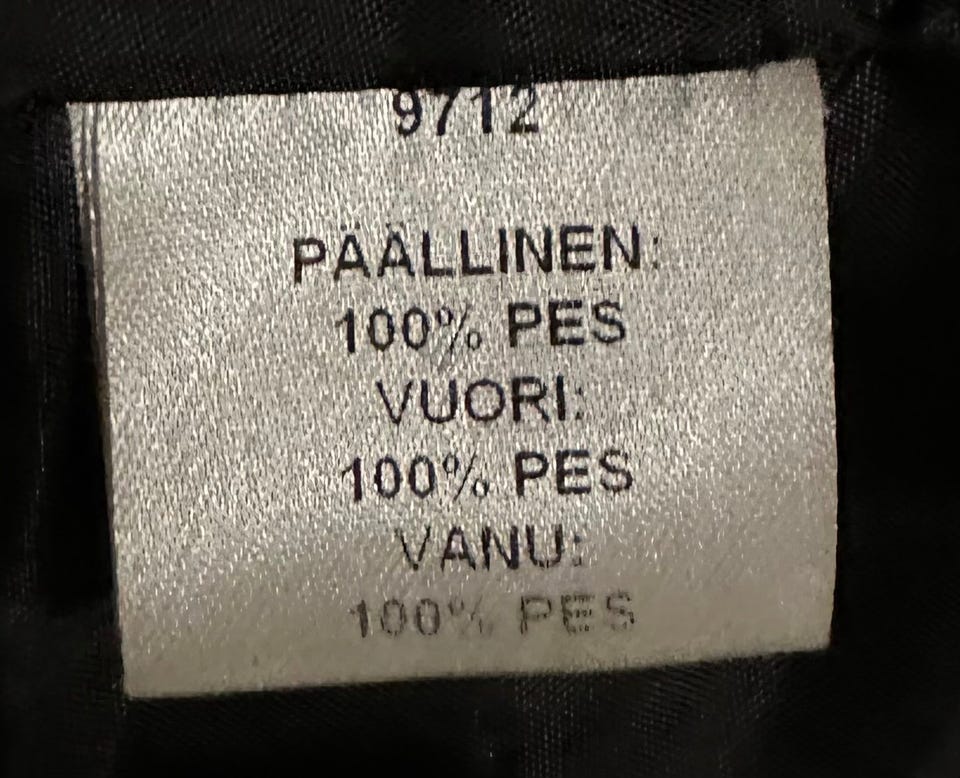 9712
PÄÄLLINEN:
100% PES
VUORI:
100% PES
VANU:
100% PES